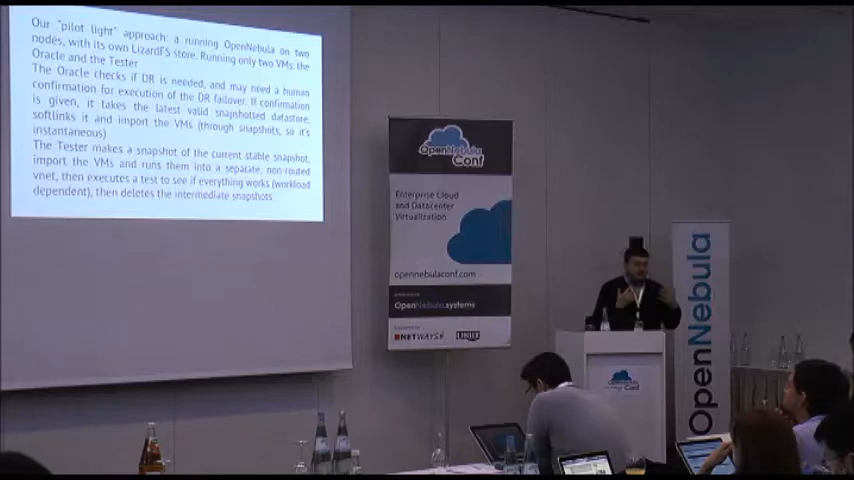 Our "pilot light" approach: a running OpenNebula on two
nodes, with its own LizardFS store. Running only two VMs: the
Oracle and the Tester
The Oracle checks if DR is needed, and may need a human
confirmation for execution of the DR failover. If confirmation
is given, it takes the latest valid snapshotted datastore,
softlinks it and import the VMs (through snapshots, so it's
instantaneous)
The Tester makes a snapshot of the current stable snapshot,
import the VMs and runs them into a separate, non-routed
vnet, then executes a test to see if everything works (workload
dependent), then deletes the intermediate snapshots
OpenNebula
Conf
Enterprise Cloud
and Datacenter
Virtualization
opennebulaconf.com
OpenNebula.systems
NETWAYS
LINUX
OpenNebula
Conf